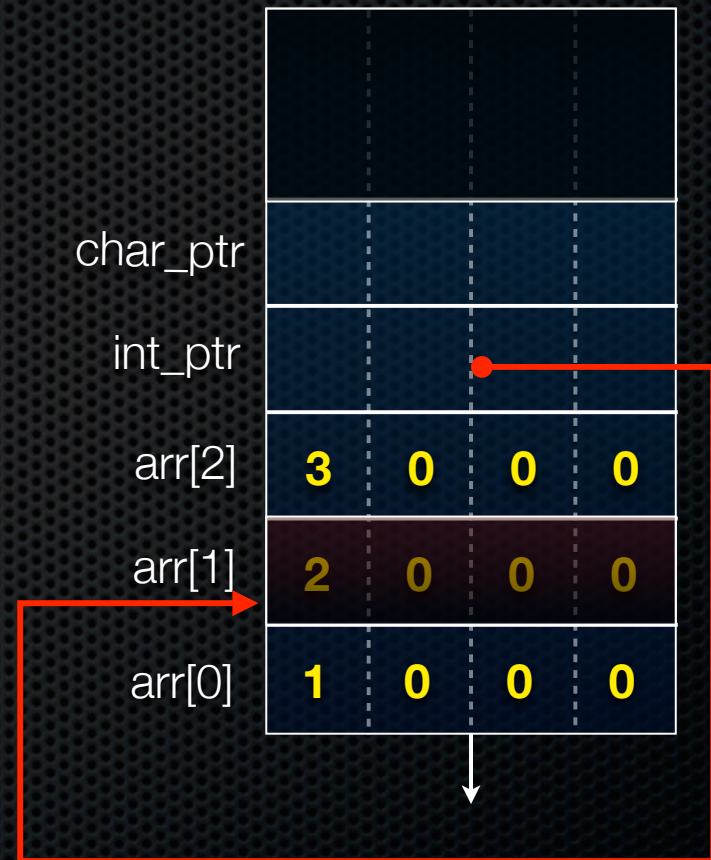 char_ptr
int_ptr
arr[2] 3 0 0 0
arr[1] 2 0 0 0
arr[0] 1 0 0 0